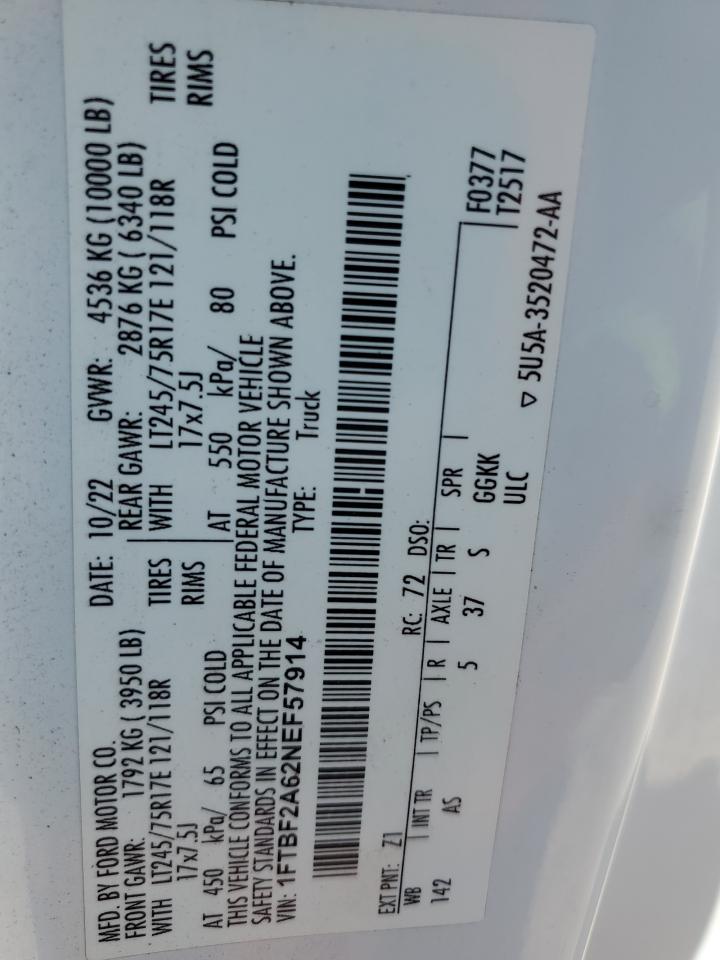 MFD. BY FORD MOTOR CO. DATE: 10/22 GVWR: 4536 KG (10000 LB)
FRONT GAWR: 1792 KG ( 3950 LB) REAR GAWR: 2876 KG ( 6340 LB)
WITH LT245/75R17E 121/118R TIRES WITH LT245/75R17E 121/118R TIRES
17x7.5J RIMS 17x7.5J RIMS
AT 450 kPa/ 65 PSI COLD AT 550 kPa/ 80 PSI COLD
THIS VEHICLE CONFORMS TO ALL APPLICABLE FEDERAL MOTOR VEHICLE
SAFETY STANDARDS IN EFFECT ON THE DATE OF MANUFACTURE SHOWN ABOVE.
VIN: 1FTBF2A62NEF57914 TYPE: Truck
EXT PNT: Z1 RC: 72 DSO:
WB INT TR TP/PS R AXLE TR SPR F0377
142 AS 5 37 S GGKK T2517
ULC
▽ 5U5A-3520472-AA